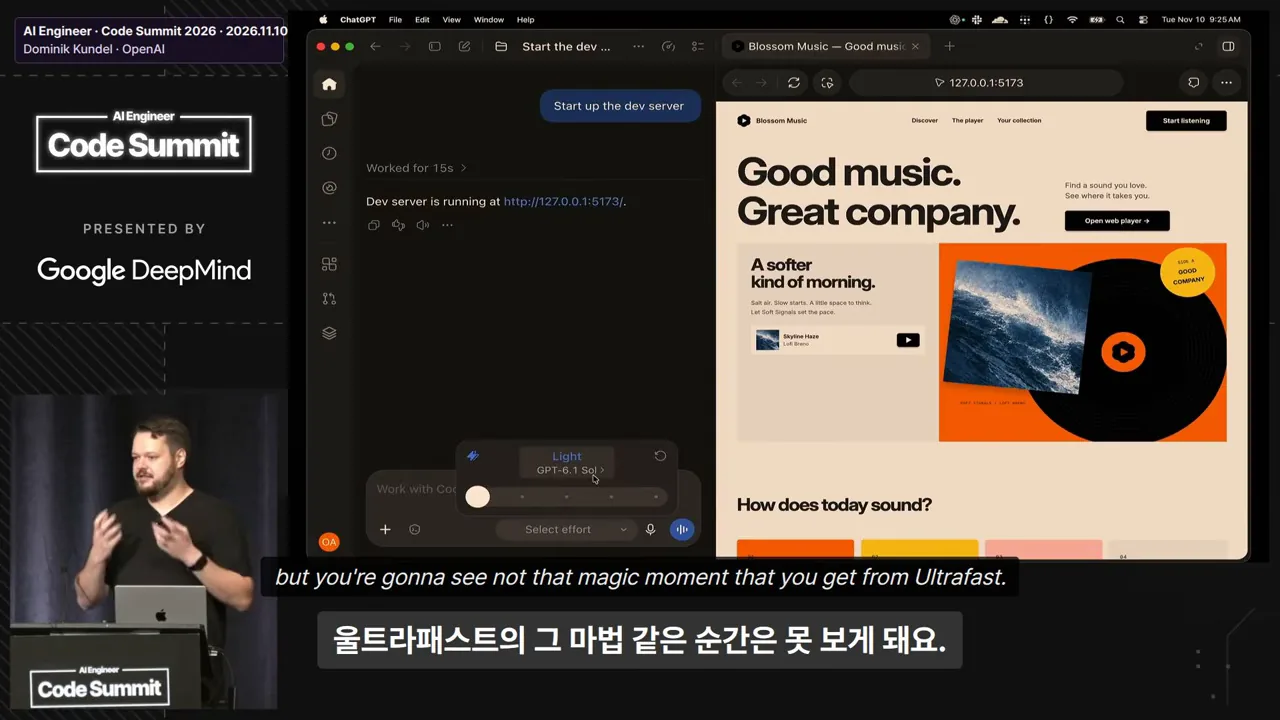 AI Engineer · Code Summit 2026 · 2026.11.10
Dominik Kundel · OpenAI
AI Engineer
Code Summit
PRESENTED BY
Google DeepMind
ChatGPT File Edit View Window Help
Tue Nov 10 9:25AM
Start the dev ...
Blossom Music — Good music
127.0.0.1:5173
Start up the dev server
Worked for 15s
Dev server is running at http://127.0.0.1:5173/.
Light
GPT-6.1 Sol
Work with Co
Select effort
OA
Blossom Music
Discover The player Your collection
Start listening
Good music.
Great company.
Find a sound you love.
See where it takes you.
Open web player →
A softer
kind of morning.
Salt air. Slow starts. A little space to think.
Let Soft Signals set the pace.
Skyline Haze
SIDE A
GOOD
COMPANY
How does today sound?
but you're gonna see not that magic moment that you get from Ultrafast.
울트라패스트의 그 마법 같은 순간은 못 보게 돼요.
AI Engineer
Code Summit